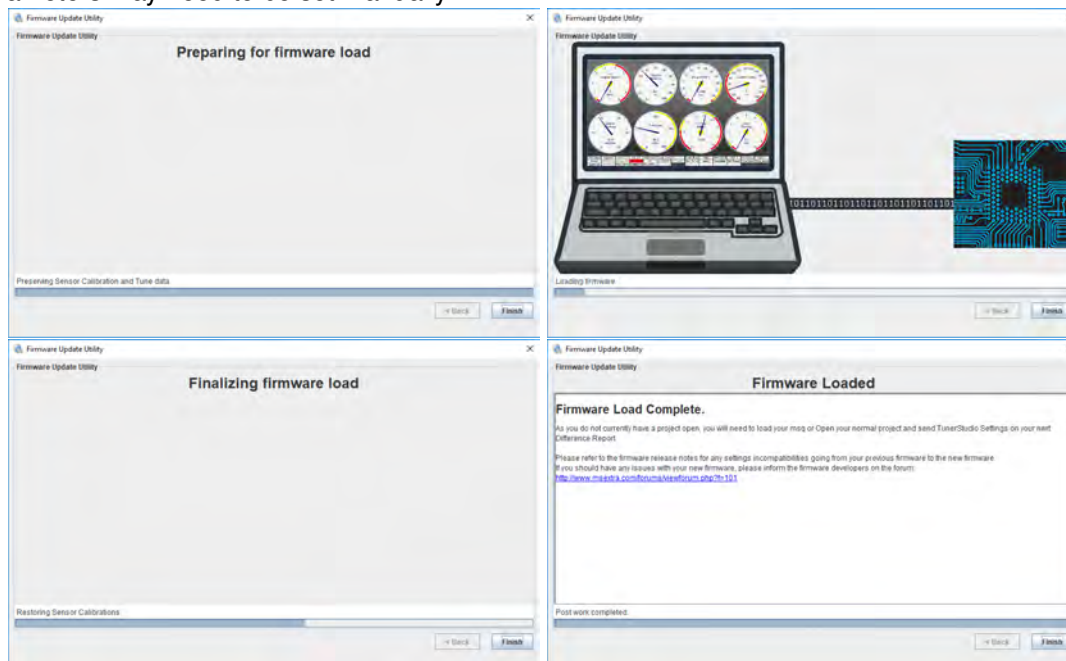 Firmware Update Utility
Firmware Update Utility
Preparing for firmware load
Preserving Sensor Calibration and Tune data
< Back Finish
Firmware Update Utility
Firmware Update Utility
101101101101101101101101101101
Loading firmware
< Back Finish
Firmware Update Utility
Firmware Update Utility
Finalizing firmware load
Restoring Sensor Calibrations
< Back Finish
Firmware Update Utility
Firmware Update Utility
Firmware Loaded
Firmware Load Complete.
As you do not currently have a project open, you will need to load your msq or Open your normal project and send TunerStudio Settings on your next
Difference Report.
Please refer to the firmware release notes for any settings incompatibilities going from your previous firmware to the new firmware.
If you should have any issues with your new firmware, please inform the firmware developers on the forum:
http://www.msextra.com/forums/viewforum.php?f=101
Post work completed.
< Back Finish